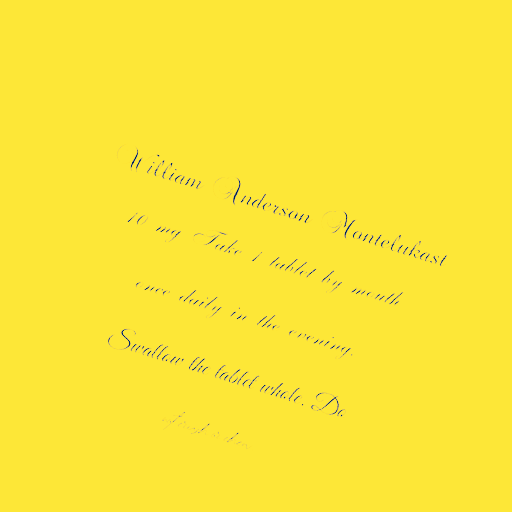 William Anderson Montelukast
10 mg Take 1 tablet by mouth
once daily in the evening.
Swallow the tablet whole. Do